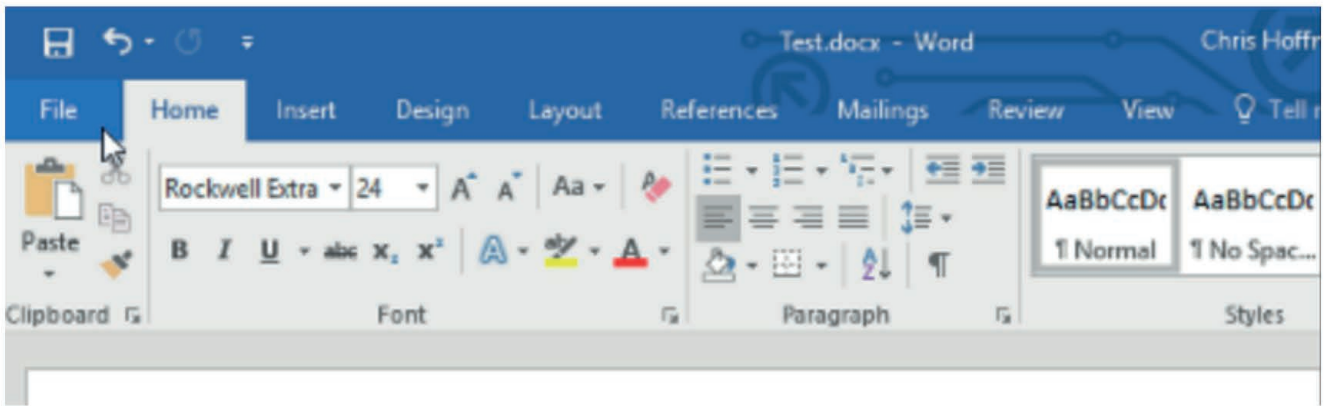 Test.docx - Word Chris Hoffr
File Home Insert Design Layout References Mailings Review View Tell r
Rockwell Extra 24 A A Aa AaBbCcDc AaBbCcDc
Paste B I U abc X₂ X² A aby A A Z ¶ ¶ Normal ¶ No Spac...
Clipboard Font Paragraph Styles